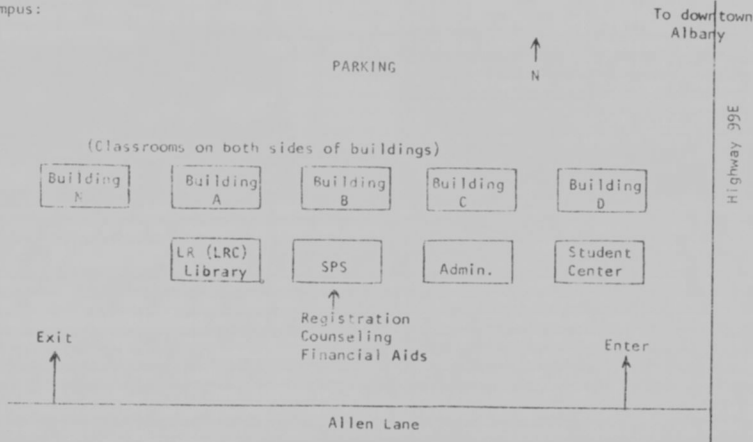 mpus:
To downtown
Albany
PARKING
N
Highway 99E
(Classrooms on both sides of buildings)
Building
N
Building
A
Building
B
Building
C
Building
D
LR (LRC)
Library
SPS
Admin.
Student
Center
Registration
Counseling
Financial Aids
Exit
Enter
Allen Lane